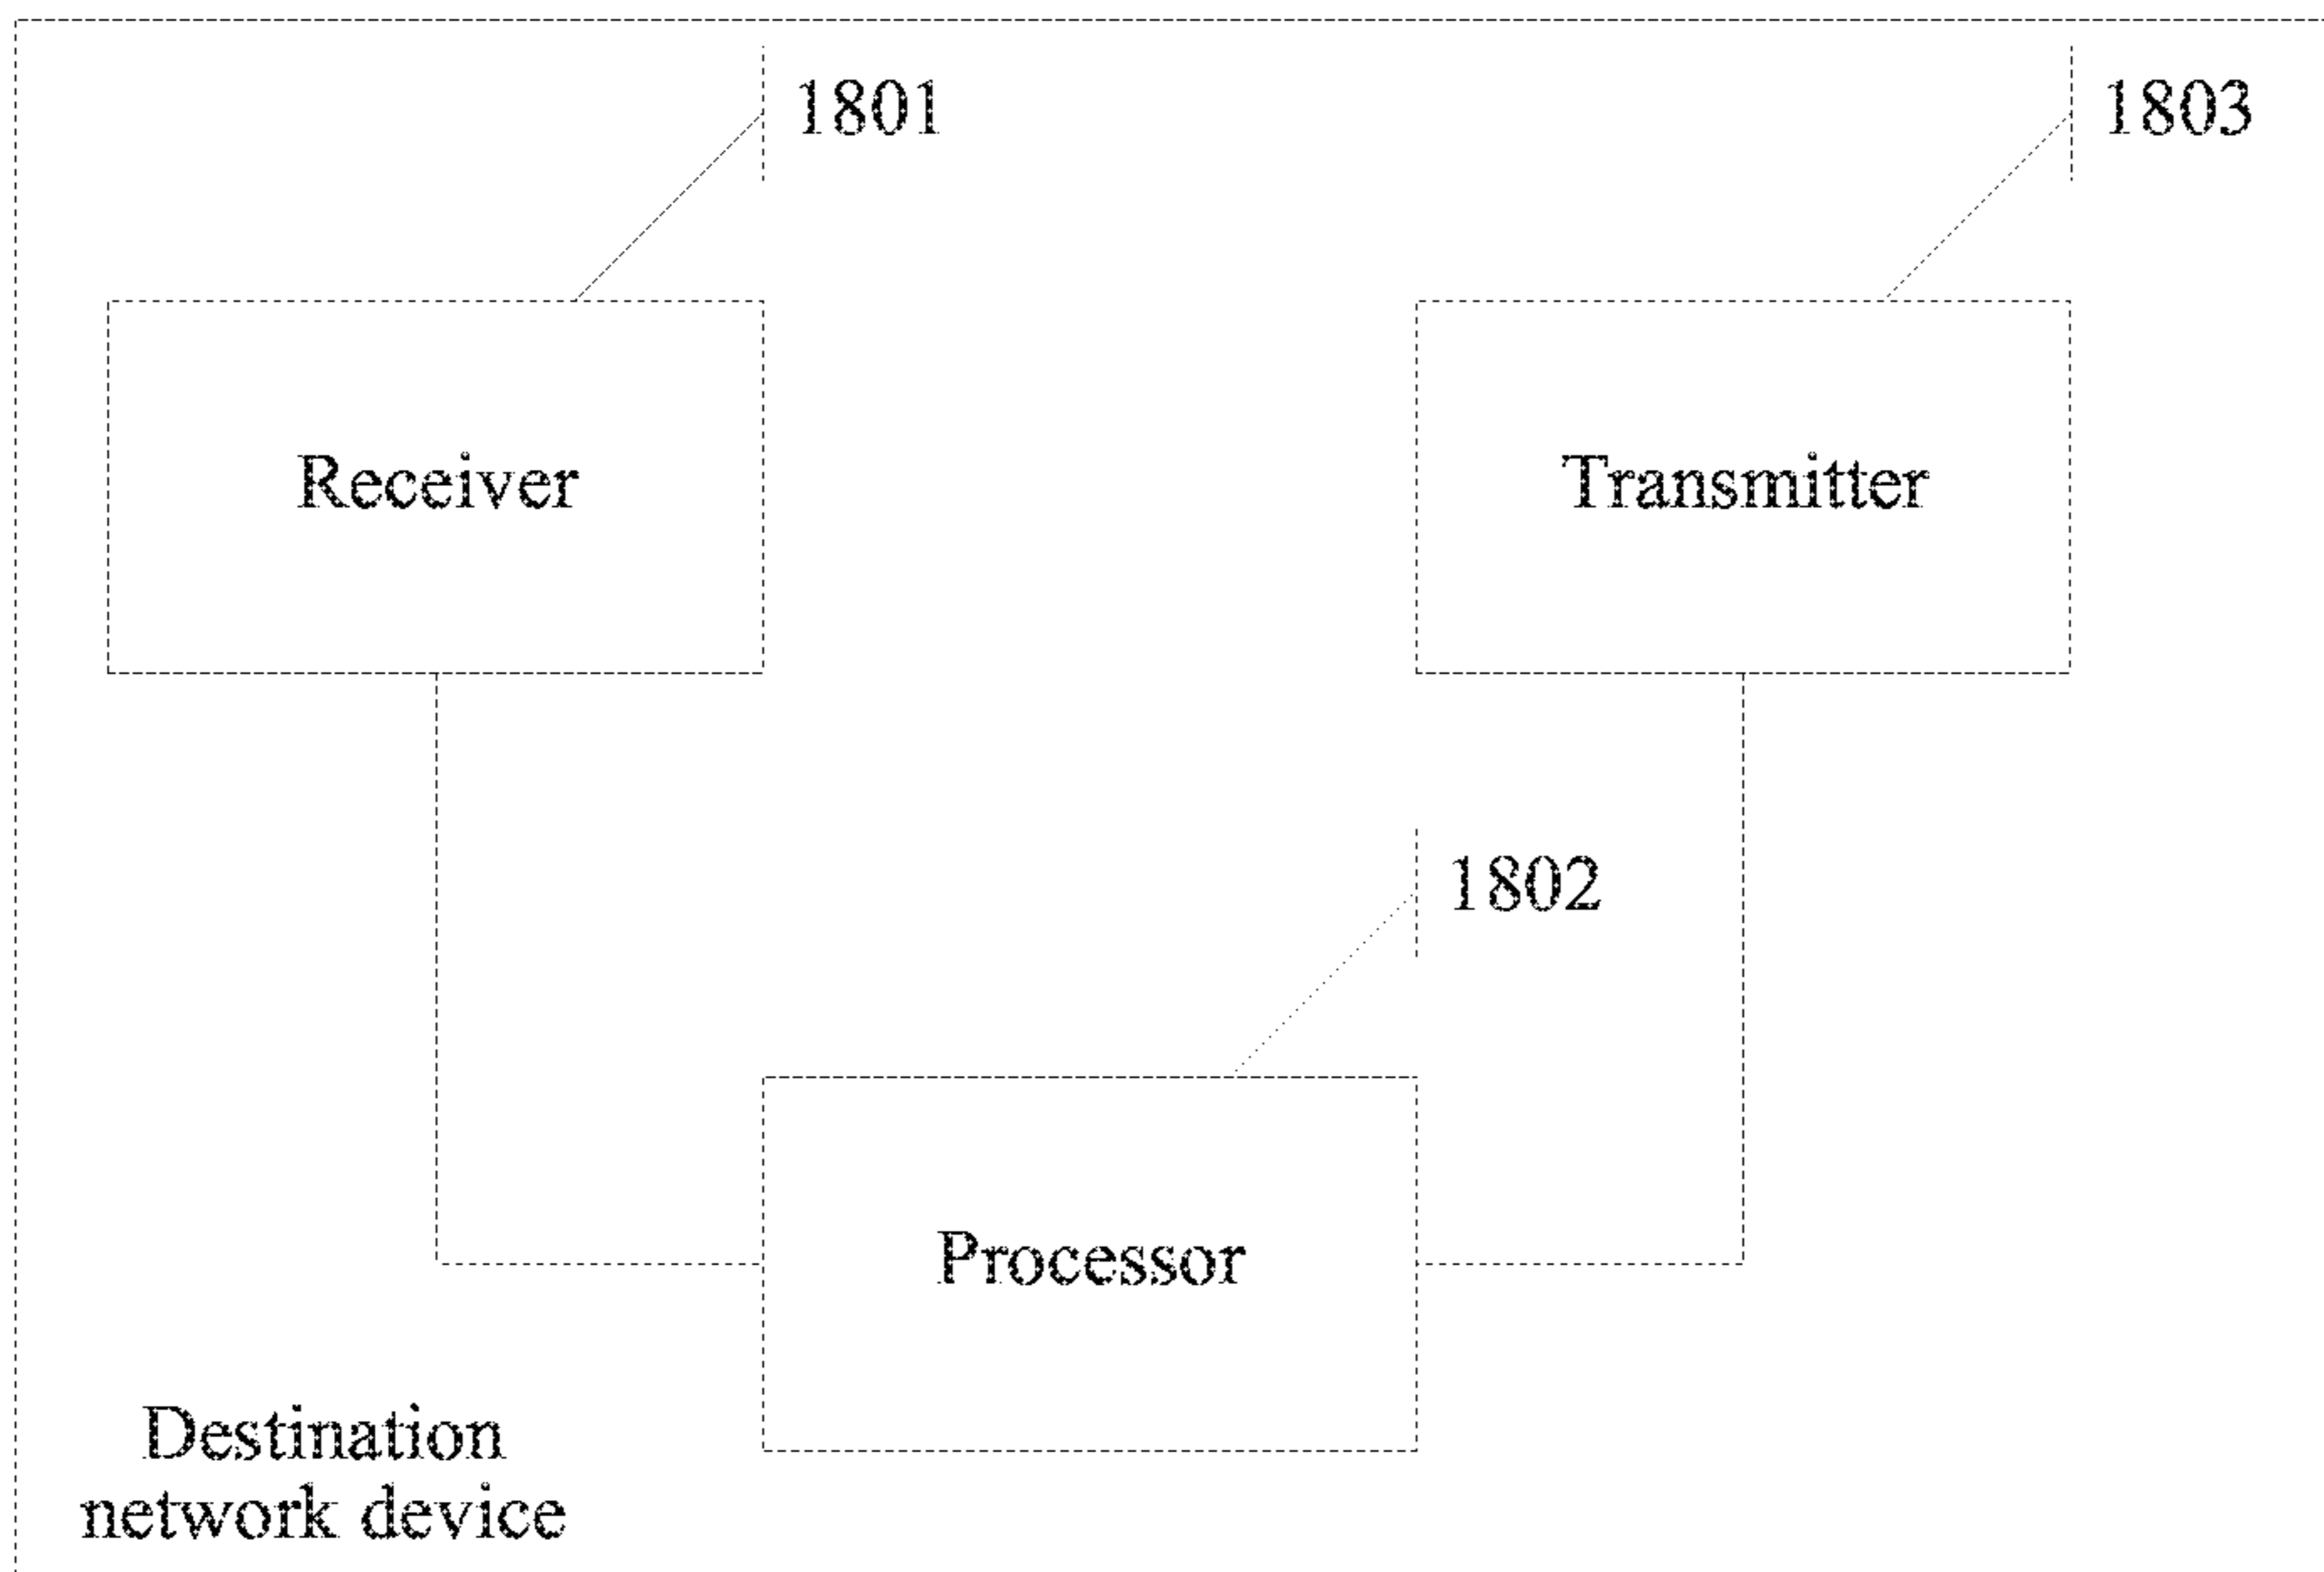 1801
1803
Receiver
Transmitter
1802
Processor
Destination
network device